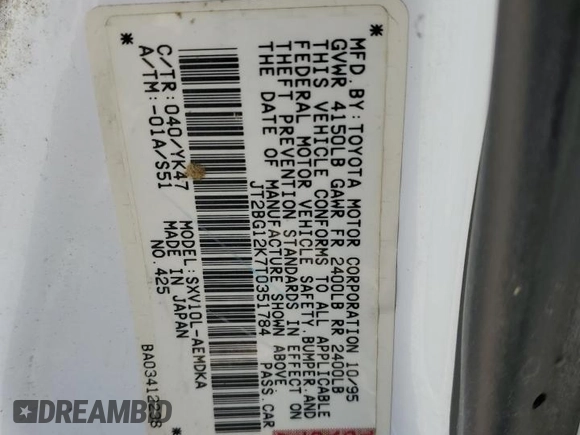 MFD BY:TOYOTA MOTOR CORPORATION 10/95
GVWR 4150LB GAWR FR 2400LB RR 2400LB
THIS VEHICLE CONFORMS TO ALL APPLICABLE
FEDERAL MOTOR VEHICLE SAFETY,BUMPER,AND
THEFT PREVENTION STANDARDS IN EFFECT ON
THE DATE OF MANUFACTURE SHOWN ABOVE.
JT2BG12K7T0351784 PASS.CAR
C/TR:040/YK47 MODEL:SXV10L-AEMDKA
A/TM:-01A/S51 MADE IN JAPAN
NO.425
DREAMBID